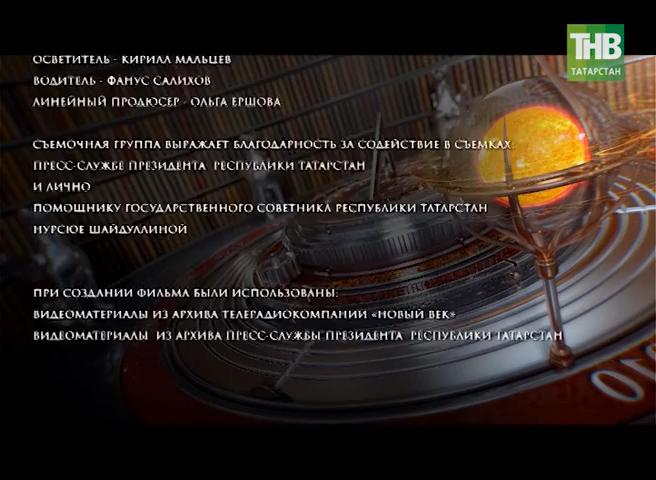 ТНВ
ТАТАРСТАН
ОСВЕТИТЕЛЬ - КИРИЛЛ МАЛЬЦЕВ
ВОДИТЕЛЬ - ФАНУС САЛИХОВ
ЛИНЕЙНЫЙ ПРОДЮСЕР - ОЛЬГА ЕРШОВА
СЪЕМОЧНАЯ ГРУППА ВЫРАЖАЕТ БЛАГОДАРНОСТЬ ЗА СОДЕЙСТВИЕ В СЪЕМКАХ:
ПРЕСС-СЛУЖБЕ ПРЕЗИДЕНТА РЕСПУБЛИКИ ТАТАРСТАН
И ЛИЧНО
ПОМОЩНИКУ ГОСУДАРСТВЕННОГО СОВЕТНИКА РЕСПУБЛИКИ ТАТАРСТАН
НУРСЮЕ ШАЙДУЛЛИНОЙ
ПРИ СОЗДАНИИ ФИЛЬМА БЫЛИ ИСПОЛЬЗОВАНЫ:
ВИДЕОМАТЕРИАЛЫ ИЗ АРХИВА ТЕЛЕРАДИОКОМПАНИИ «НОВЫЙ ВЕК»
ВИДЕОМАТЕРИАЛЫ ИЗ АРХИВА ПРЕСС-СЛУЖБЫ ПРЕЗИДЕНТА РЕСПУБЛИКИ ТАТАРСТАН